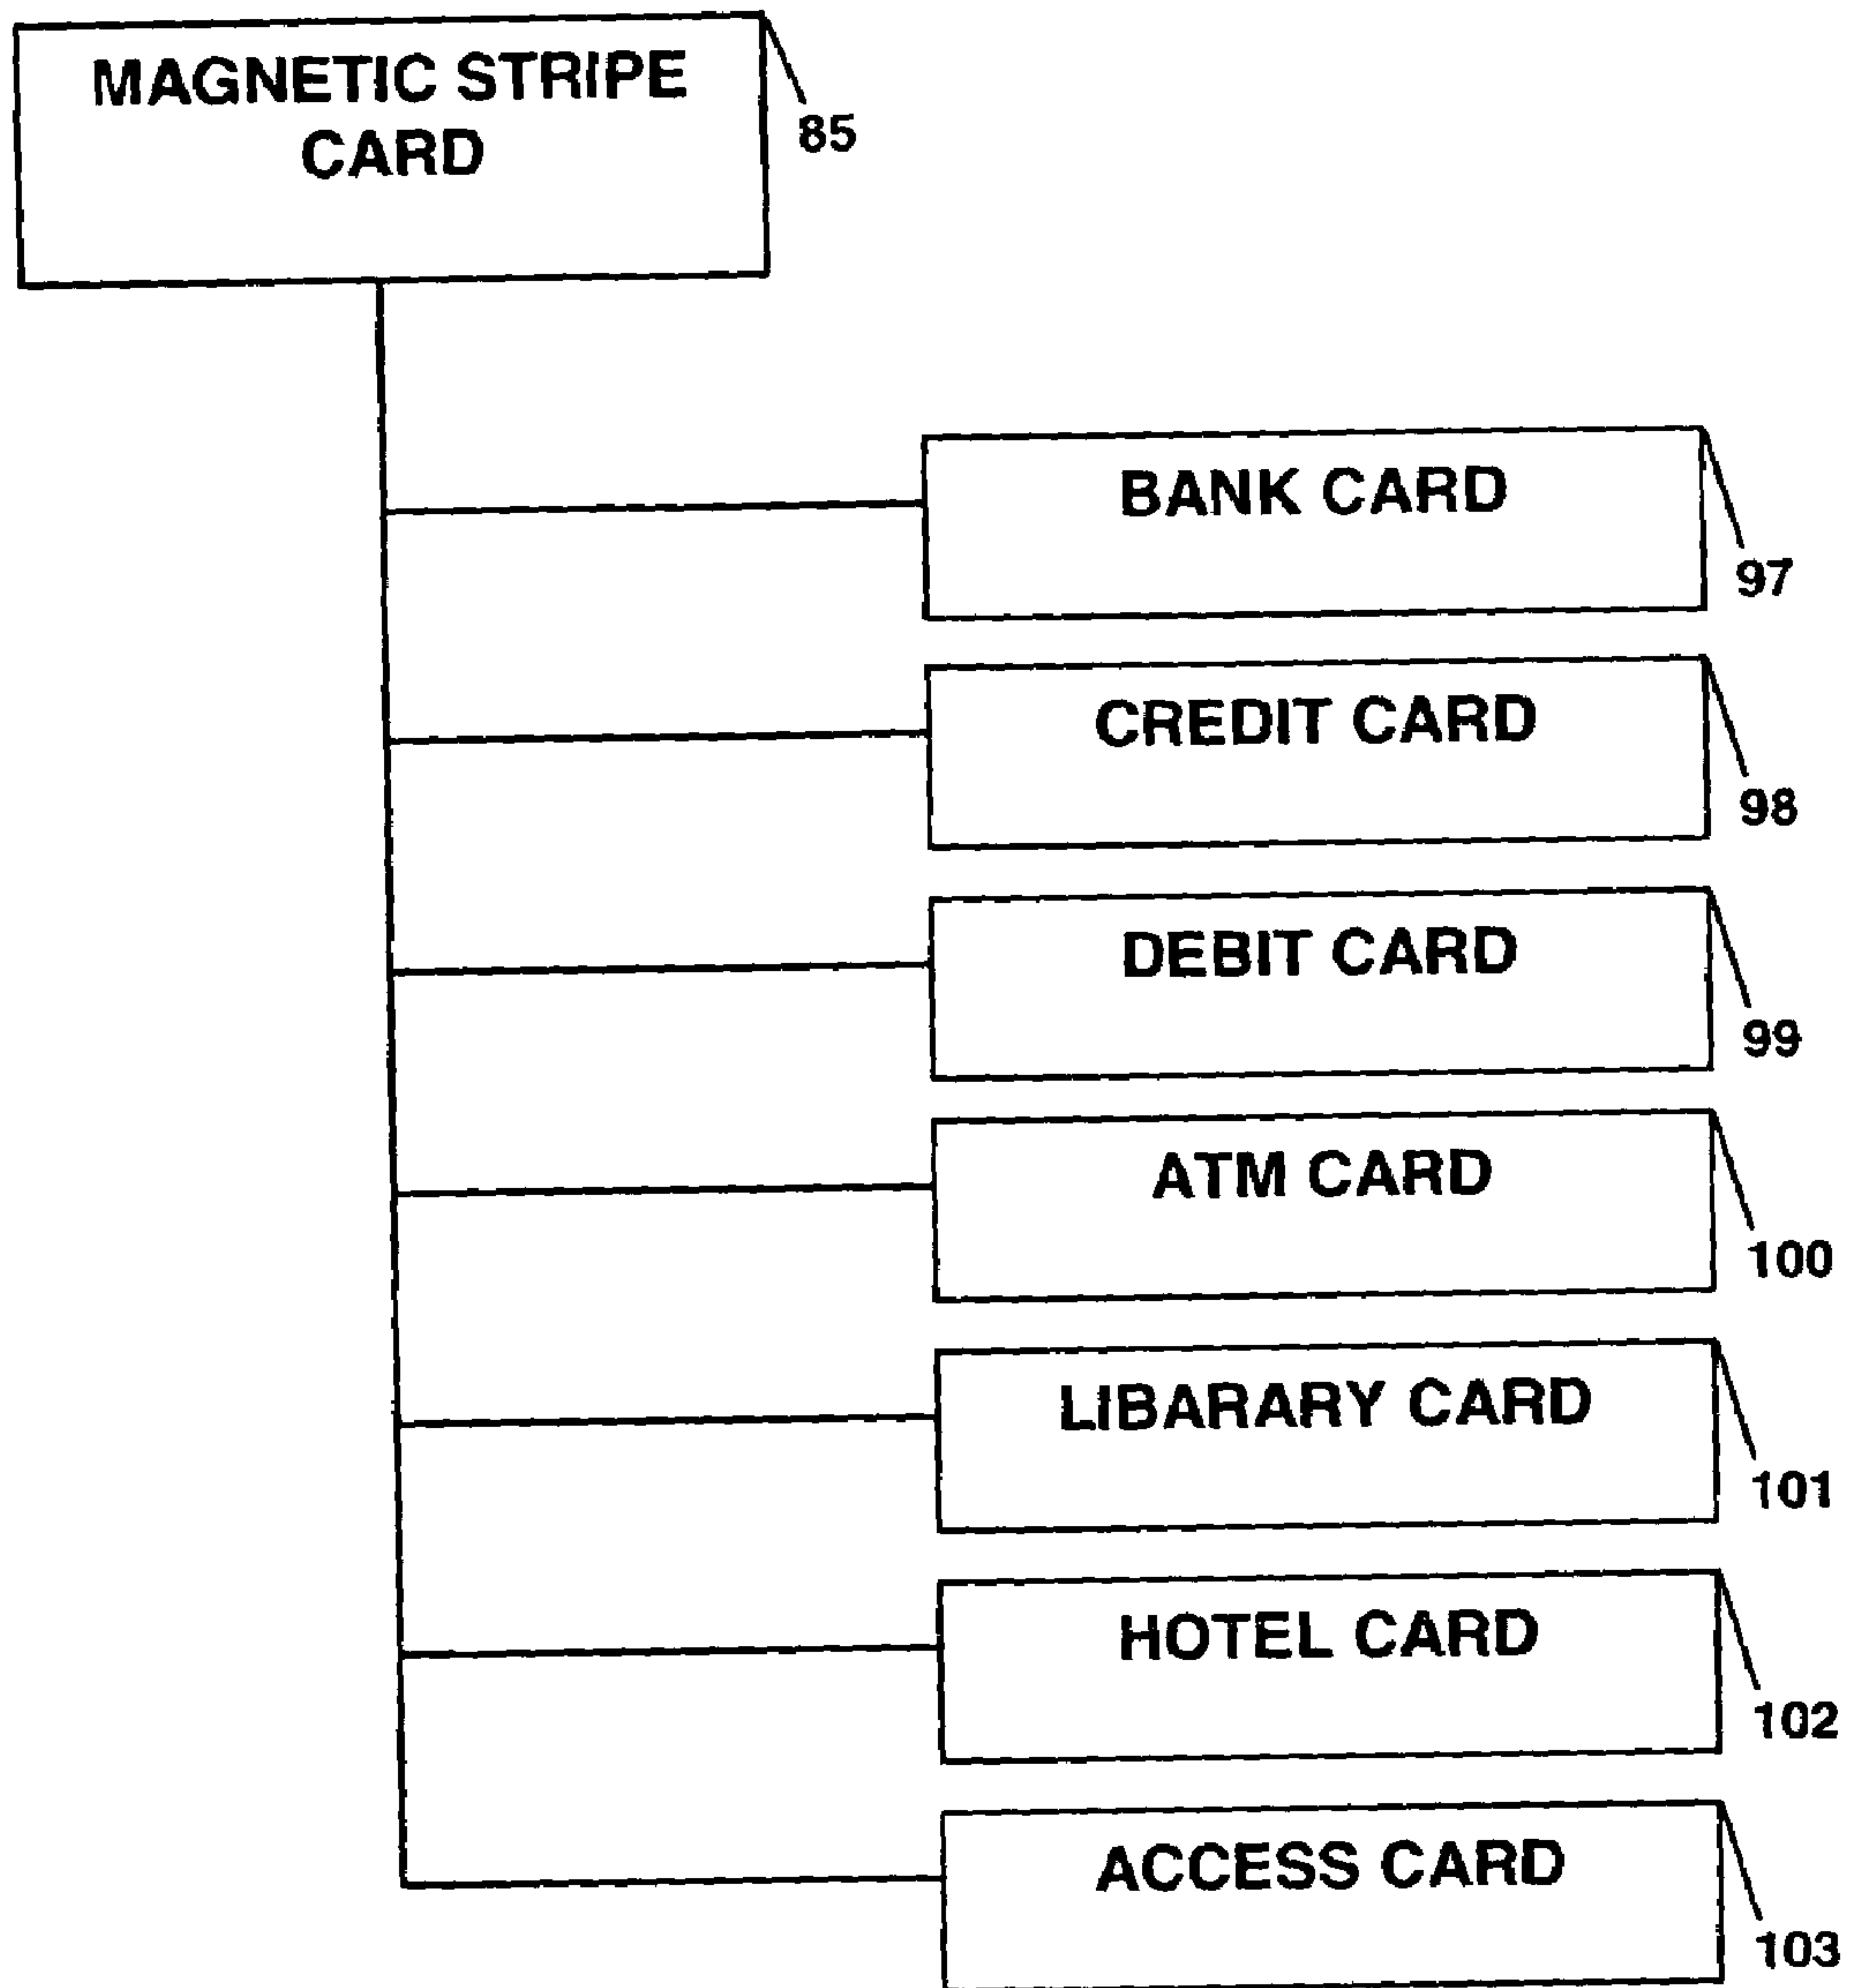 MAGNETIC STRIPE
CARD
85
BANK CARD
97
CREDIT CARD
98
DEBIT CARD
99
ATM CARD
100
LIBARARY CARD
101
HOTEL CARD
102
ACCESS CARD
103